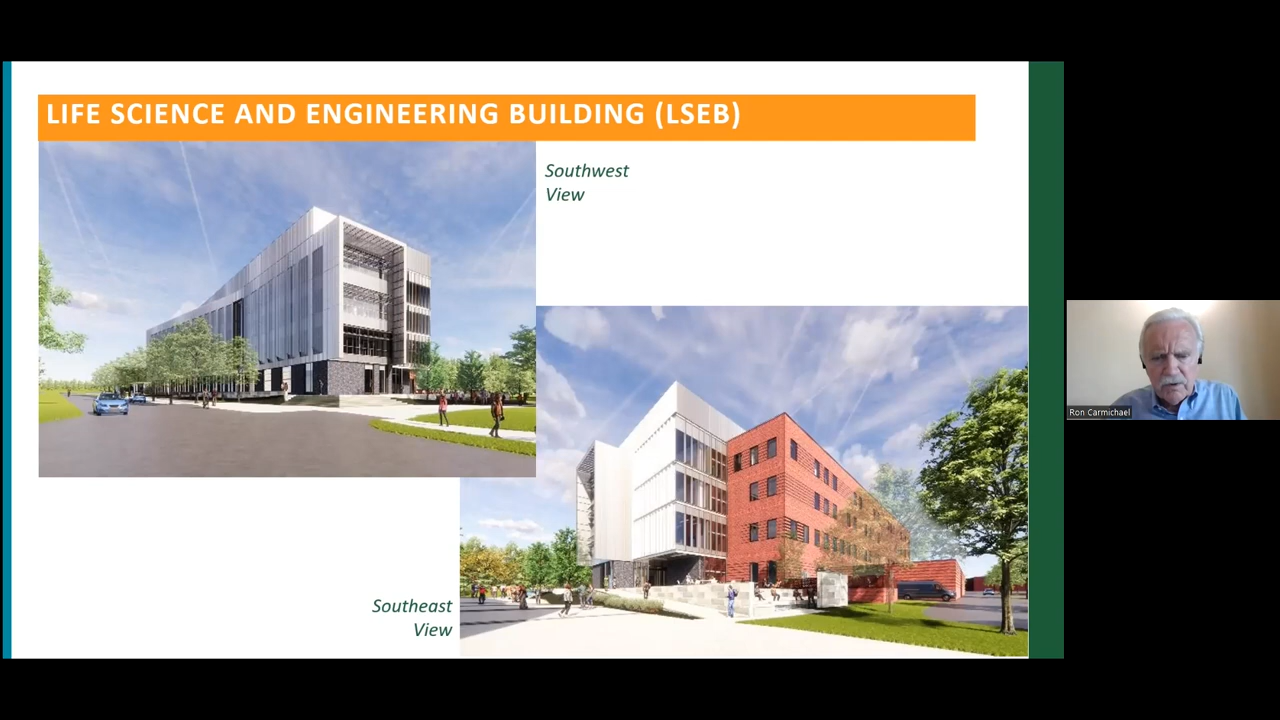 LIFE SCIENCE AND ENGINEERING BUILDING (LSEB)
Southwest
View
Ron Carmichael
Southeast
View